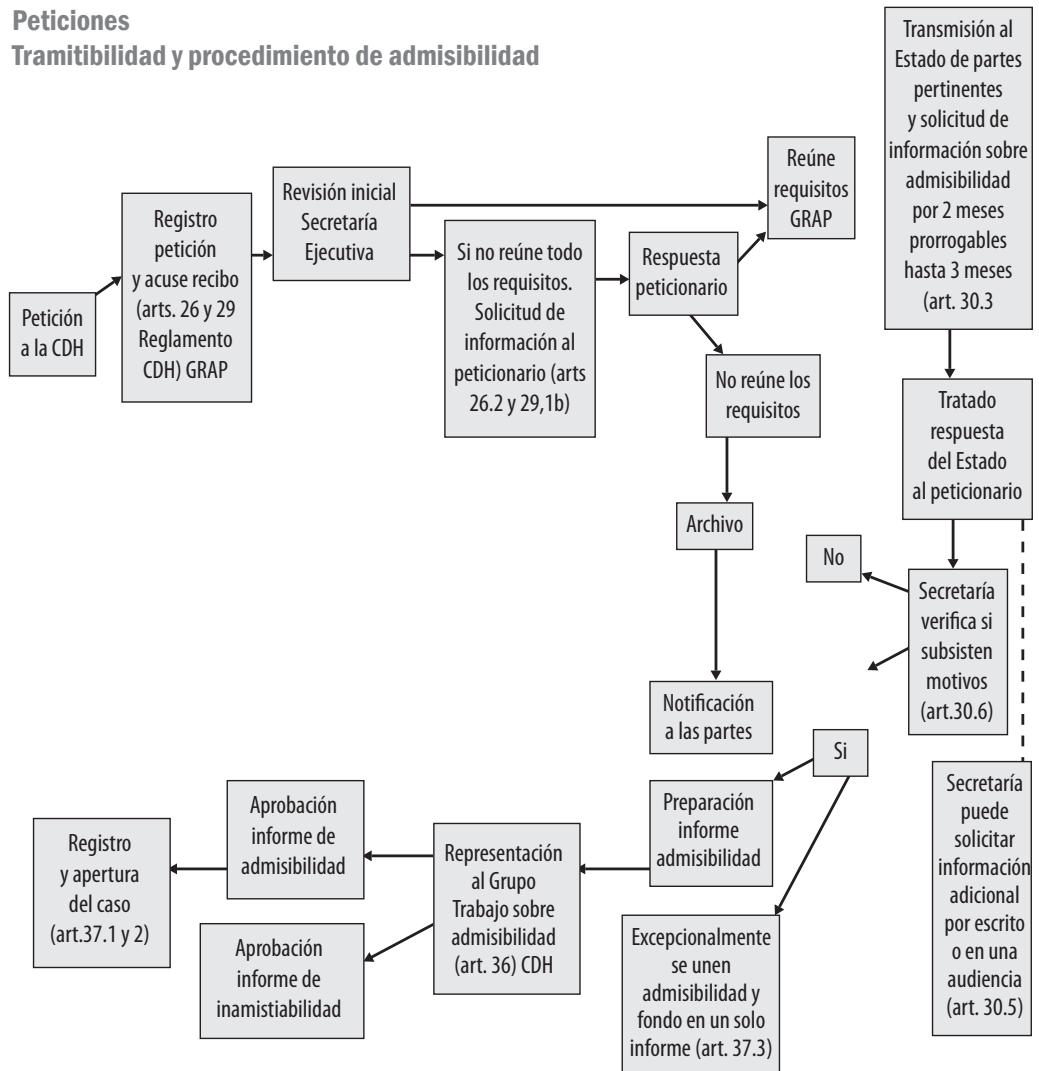 Peticiones
Tramitibilidad y procedimiento de admisibilidad
Petición
a la CDH
Registro
petición
y acuse recibo
(arts. 26 y 29
Reglamento
CDH) GRAP
Revisión inicial
Secretaría
Ejecutiva
Si no reúne todo
los requisitos.
Solicitud de
información al
peticionario (arts
26.2 y 29,1b)
Respuesta
peticionario
Reúne
requisitos
GRAP
No reúne los
requisitos
Archivo
Notificación
a las partes
Transmisión al
Estado de partes
pertinentes
y solicitud de
información sobre
admisibilidad
por 2 meses
prorrogables
hasta 3 meses
(art. 30.3
Tratado
respuesta
del Estado
al peticionario
No
Secretaría
verifica si
subsisten
motivos
(art.30.6)
Si
Secretaría
puede
solicitar
información
adicional
por escrito
o en una
audiencia
(art. 30.5)
Preparación
informe
admisibilidad
Excepcionalmente
se unen
admisibilidad y
fondo en un solo
informe (art. 37.3)
Representación
al Grupo
Trabajo sobre
admisibilidad
(art. 36) CDH
Aprobación
informe de
admisibilidad
Aprobación
informe de
inamistiabilidad
Registro
y apertura
del caso
(art.37.1 y 2)